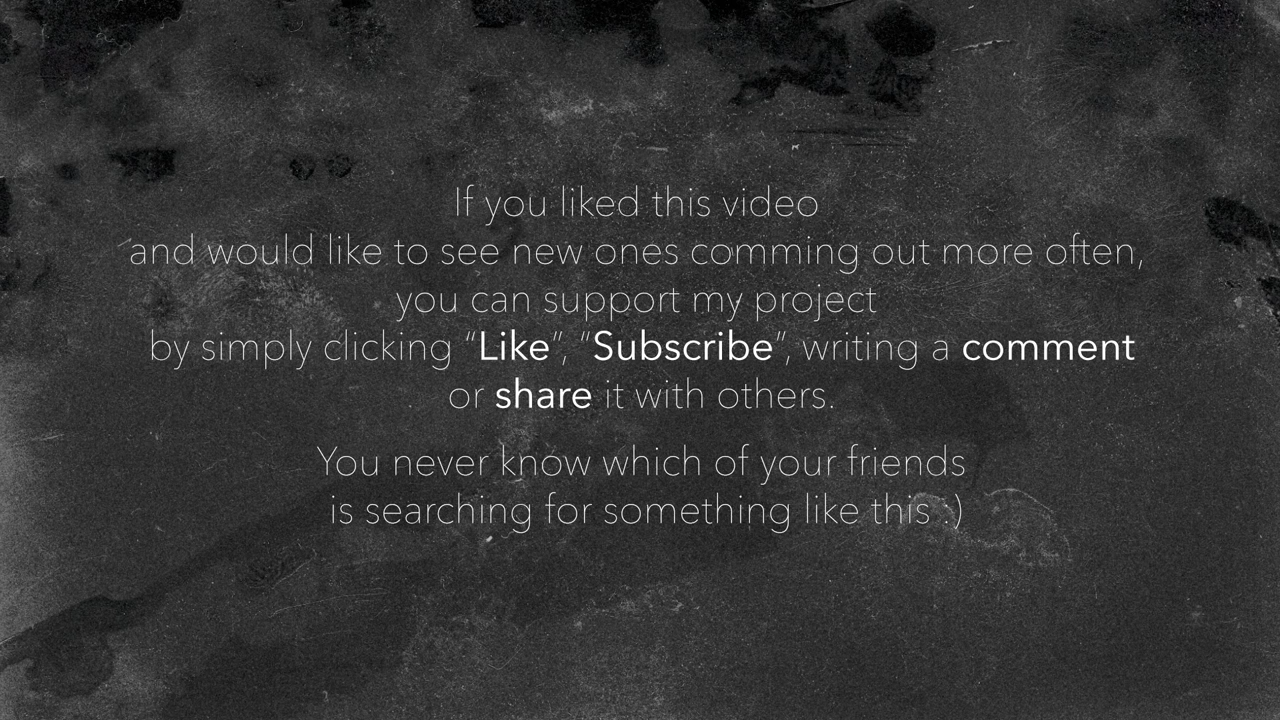 If you liked this video
and would like to see new ones comming out more often,
you can support my project
by simply clicking “Like”, “Subscribe”, writing a comment
or share it with others.
You never know which of your friends
is searching for something like this :)